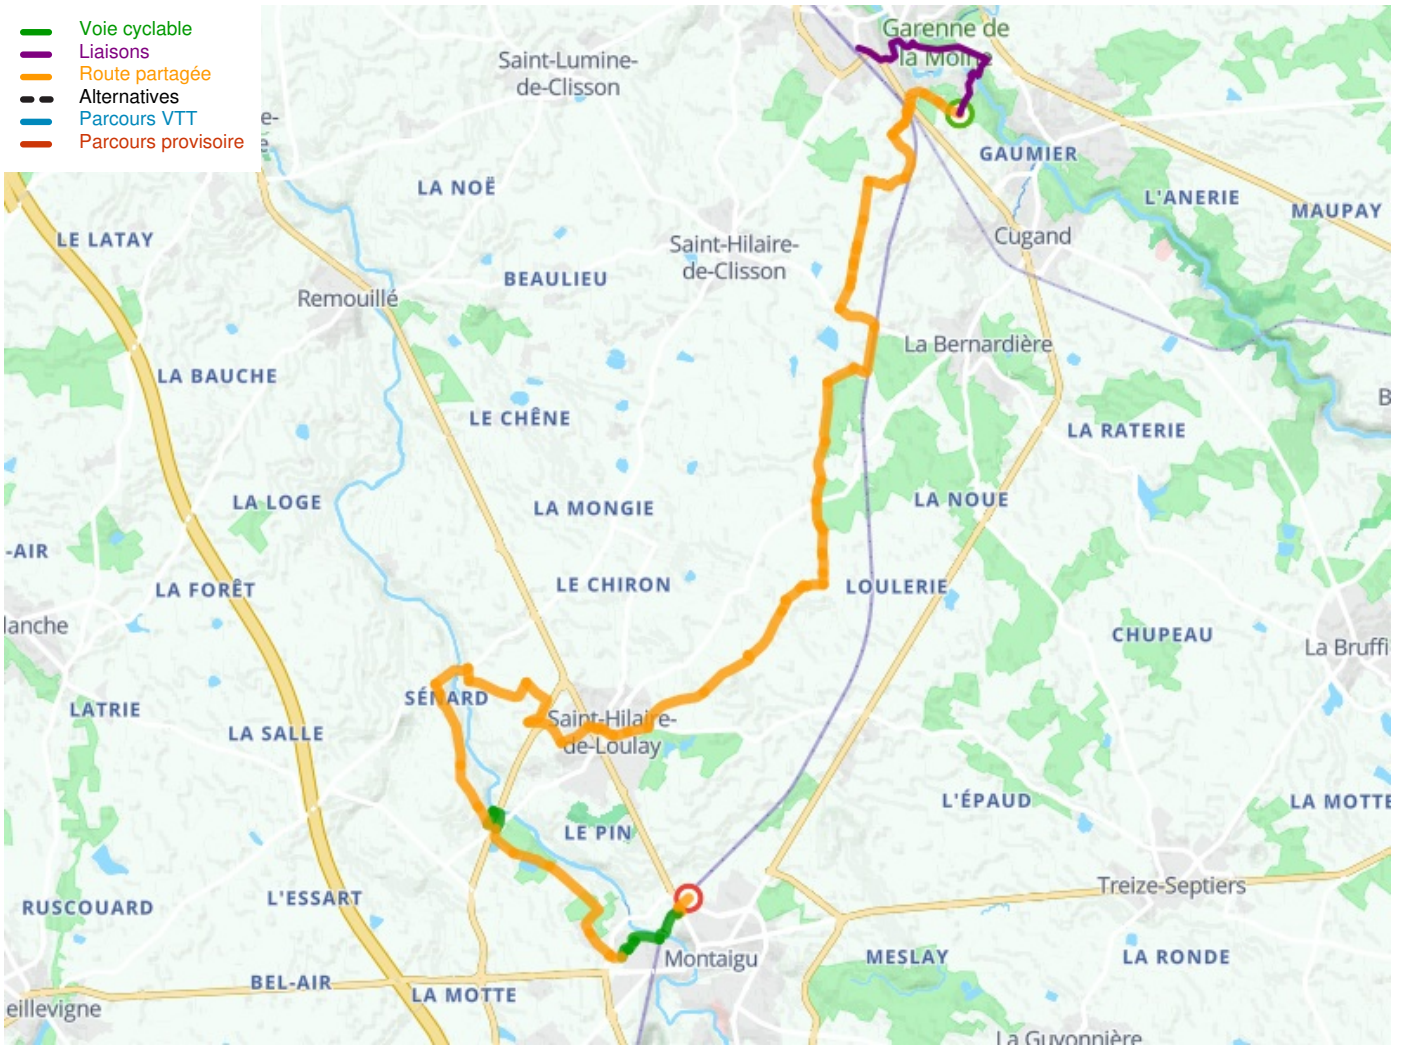 Voie cyclable
Liaisons
Route partagée
Alternatives
Parcours VTT
Parcours provisoire
e-
Saint-Lumine-
de-Clisson
Garenne de
la Moine
GAUMIER
LA NOË
L'ANERIE
MAUPAY
LE LATAY
Saint-Hilaire-
de-Clisson
Cugand
BEAULIEU
Remouillé
La Bernardière
LA BAUCHE
B
LE CHÊNE
LA RATERIE
LA LOGE
LA MONGIE
LA NOUE
-AIR
LA FORÊT
LE CHIRON
LOULERIE
lanche
CHUPEAU
La Bruffi
SÉNARD
LATRIE
LA SALLE
Saint-Hilaire-
de-Loulay
L'ÉPAUD
LA MOTTE
LE PIN
Treize-Septiers
L'ESSART
RUSCOUARD
Montaigu
MESLAY
LA RONDE
BEL-AIR
LA MOTTE
eillevigne
La Guyonnière